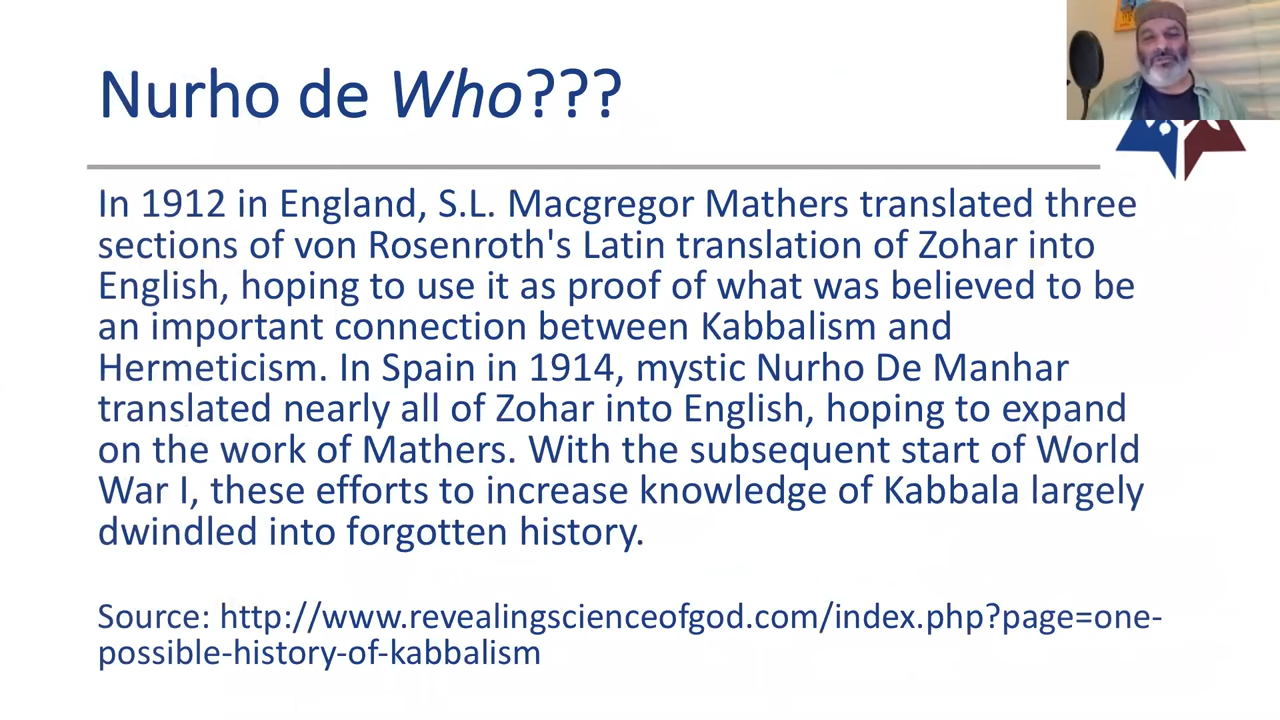 Nurho de Who???
In 1912 in England, S.L. Macgregor Mathers translated three
sections of von Rosenroth's Latin translation of Zohar into
English, hoping to use it as proof of what was believed to be
an important connection between Kabbalism and
Hermeticism. In Spain in 1914, mystic Nurho De Manhar
translated nearly all of Zohar into English, hoping to expand
on the work of Mathers. With the subsequent start of World
War I, these efforts to increase knowledge of Kabbala largely
dwindled into forgotten history.
Source: http://www.revealingscienceofgod.com/index.php?page=one-
possible-history-of-kabbalism